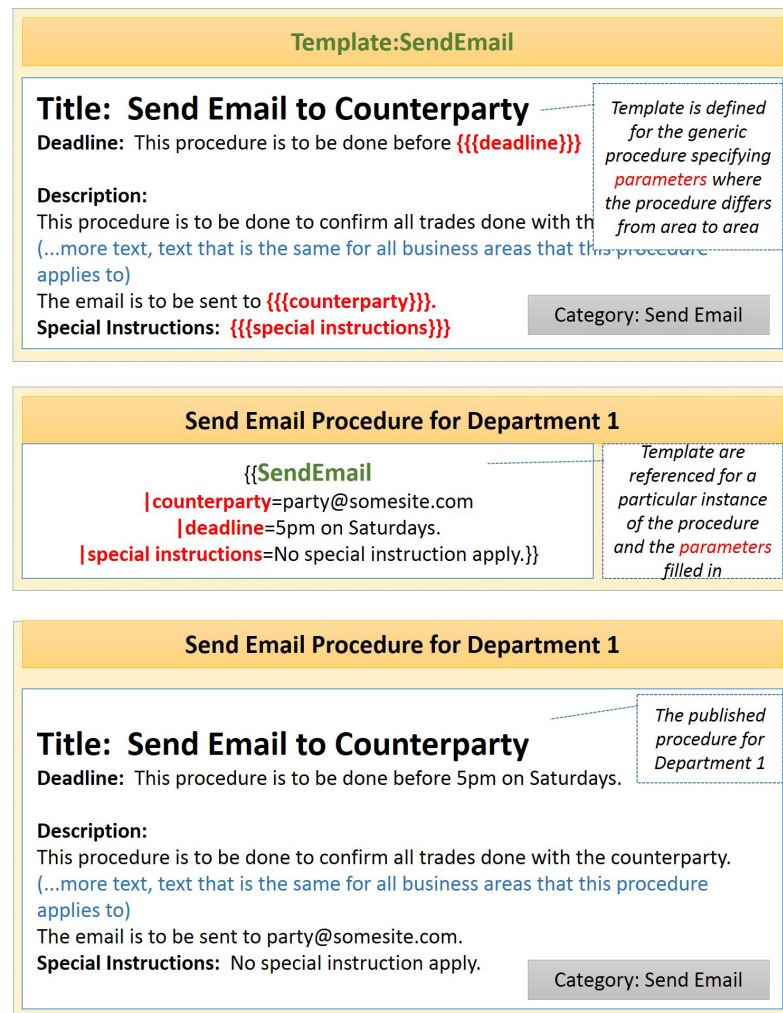 Template:SendEmail
Title: Send Email to Counterparty
Deadline: This procedure is to be done before {{{deadline}}}
Template is defined
for the generic
procedure specifying
parameters where
the procedure differs
from area to area
Description:
This procedure is to be done to confirm all trades done with th
(...more text, text that is the same for all business areas that this procedure
applies to)
The email is to be sent to {{{counterparty}}}.
Special Instructions: {{{special instructions}}}
Category: Send Email
Send Email Procedure for Department 1
{{SendEmail
|counterparty=party@somesite.com
|deadline=5pm on Saturdays.
|special instructions=No special instruction apply.}}
Template are
referenced for a
particular instance
of the procedure
and the parameters
filled in
Send Email Procedure for Department 1
The published
procedure for
Department 1
Title: Send Email to Counterparty
Deadline: This procedure is to be done before 5pm on Saturdays.
Description:
This procedure is to be done to confirm all trades done with the counterparty.
(...more text, text that is the same for all business areas that this procedure
applies to)
The email is to be sent to party@somesite.com.
Special Instructions: No special instruction apply.
Category: Send Email